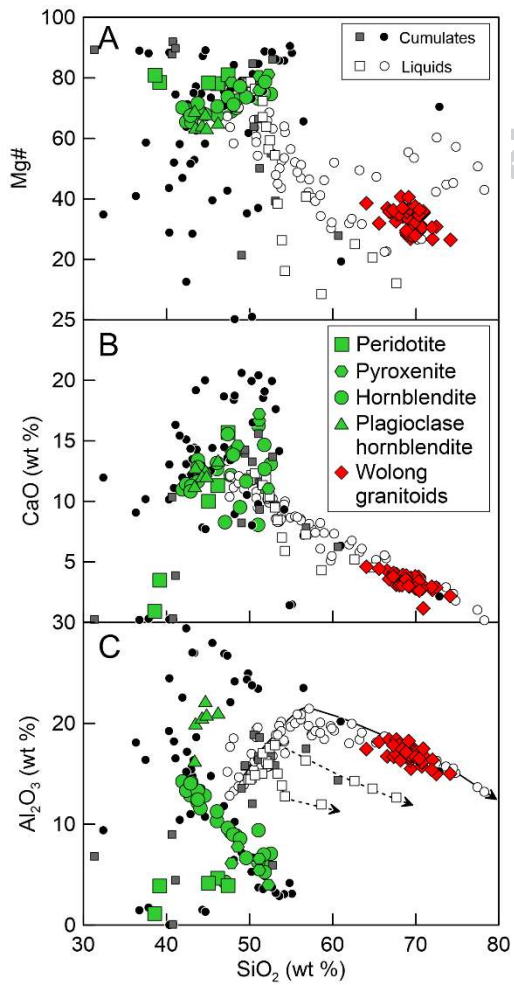 100
A
Cumulates
Liquids
80
60
40
20
Mg#
25
B
Peridotite
Pyroxenite
Hornblendite
Plagioclase
hornblendite
Wolong
granitoids
20
15
10
5
CaO (wt %)
30
C
20
10
0
Al₂O₃ (wt %)
30 40 50 60 70 80
SiO₂ (wt %)